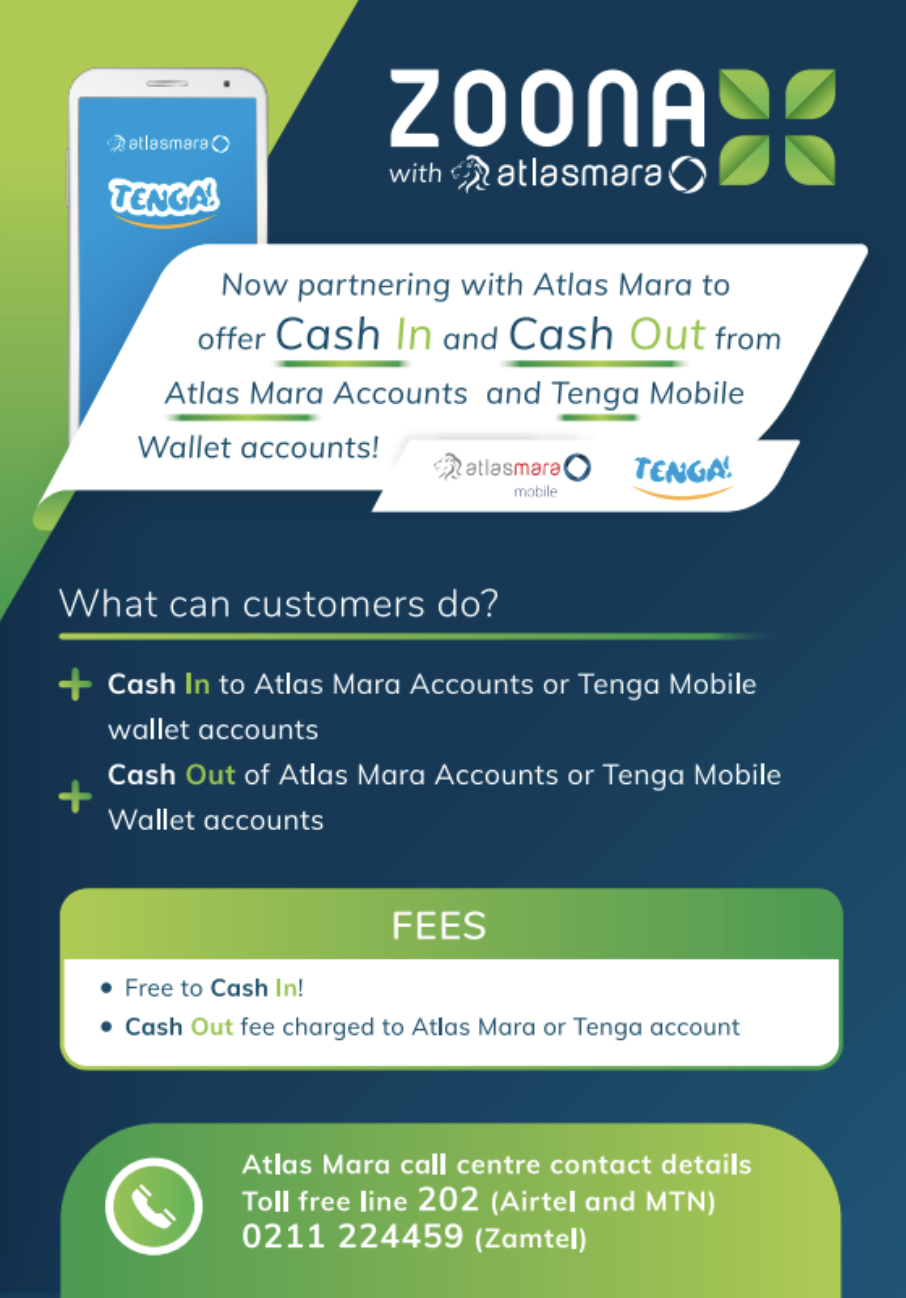 atlasmara
TENGA!
ZOONA
with atlasmara
Now partnering with Atlas Mara to
offer Cash In and Cash Out from
Atlas Mara Accounts and Tenga Mobile
Wallet accounts!
atlasmara
mobile
TENGA!
What can customers do?
Cash In to Atlas Mara Accounts or Tenga Mobile
wallet accounts
Cash Out of Atlas Mara Accounts or Tenga Mobile
Wallet accounts
FEES
• Free to Cash In!
• Cash Out fee charged to Atlas Mara or Tenga account
Atlas Mara call centre contact details
Toll free line 202 (Airtel and MTN)
0211 224459 (Zamtel)